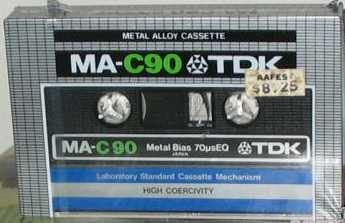 METAL ALLOY CASSETTE
MA-C90 TDK
AAFES
$8.25
MA-C90 Metal Bias 70µsEQ TDK
JAPAN
Laboratory Standard Cassette Mechanism
HIGH COERCIVITY